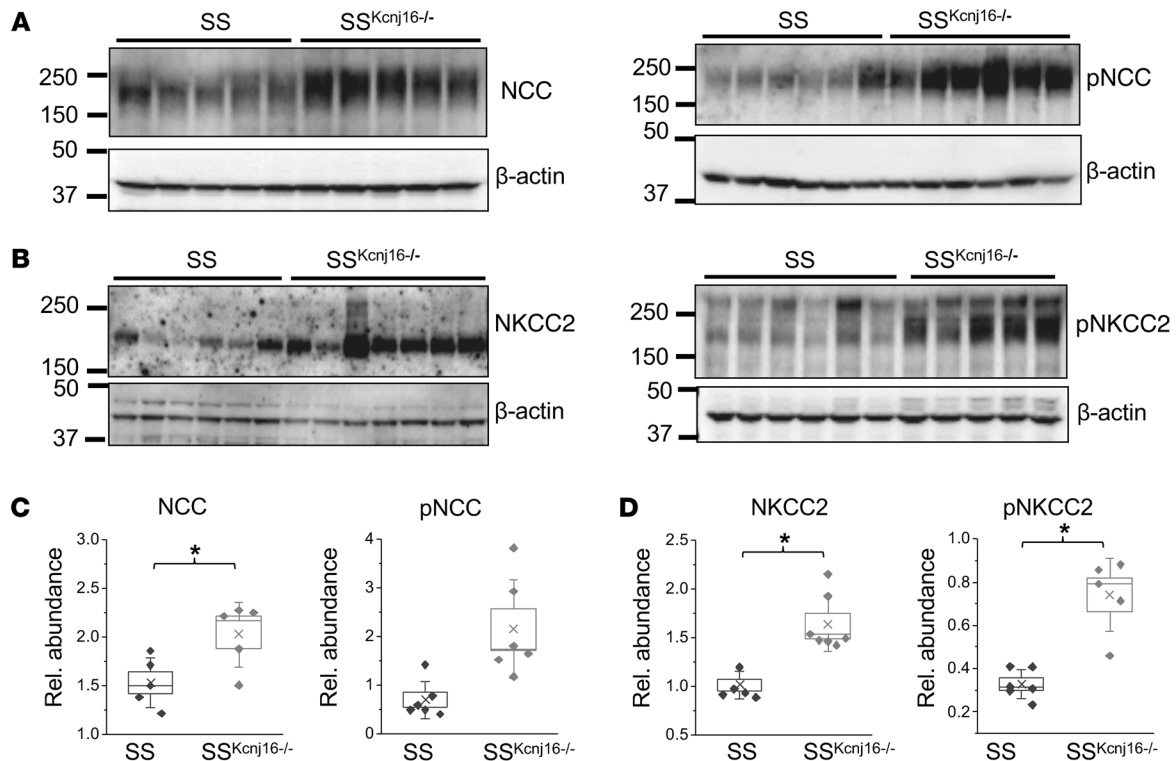 A
SS
SSKcnj16-/-
250
150
NCC
50
37
β-actin
SS
SSKcnj16-/-
250
150
pNCC
50
37
β-actin
B
SS
SSKcnj16-/-
250
150
NKCC2
50
37
β-actin
SS
SSKcnj16-/-
250
150
pNKCC2
50
37
β-actin
C
NCC
Rel. abundance
3.0
2.5
2.0
1.5
1.0
*
SS
SSKcnj16-/-
pNCC
Rel. abundance
4
3
2
1
0
SS
SSKcnj16-/-
D
NKCC2
Rel. abundance
2.5
2.0
1.5
1.0
0.5
*
SS
SSKcnj16-/-
pNKCC2
Rel. abundance
1.0
0.8
0.6
0.4
0.2
*
SS
SSKcnj16-/-